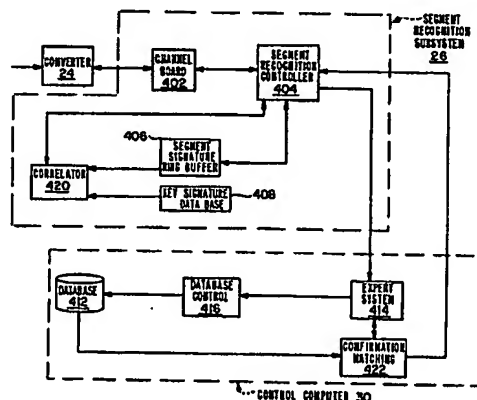 SEGMENT
RECOGNITION
SUBSYSTEM
26
CONVERTER
24
CHANNEL
BOARD
402
SEGMENT
RECOGNITION
CONTROLLER
404
406
SEGMENT
SIGNATURE
RING BUFFER
CORRELATOR
420
KEY SIGNATURE
DATA BASE
408
DATABASE
412
DATABASE
CONTROL
416
EXPERT
SYSTEM
414
CONFIRMATION
MATCHING
422
CONTROL COMPUTER 30